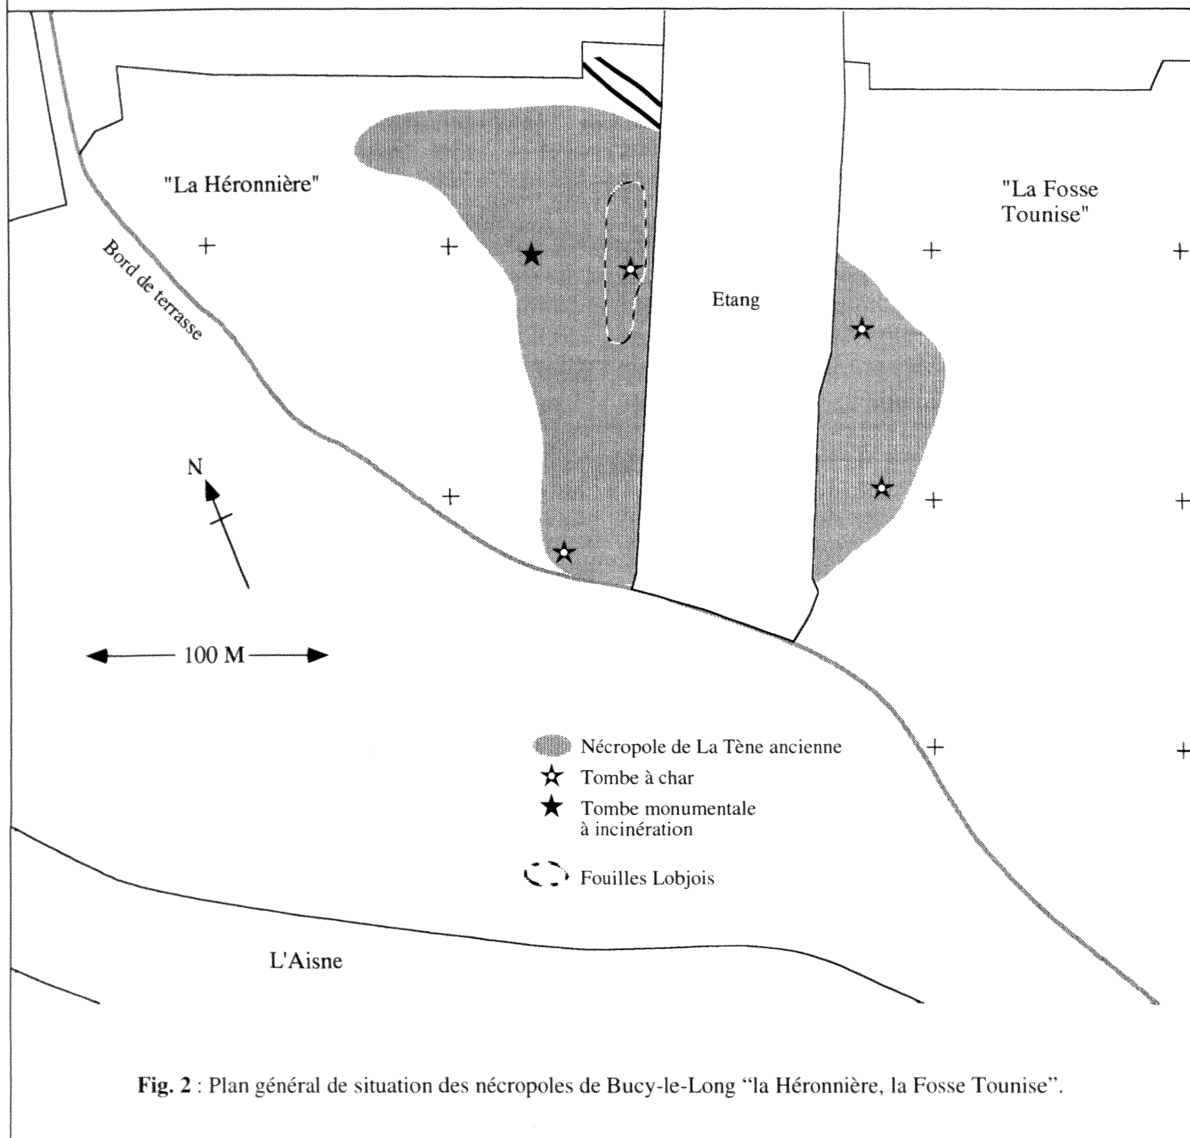 "La Héronnière"
"La Fosse
Tounise"
Bord de terrasse
Etang
N
100 M
Nécropole de La Tène ancienne
Tombe à char
Tombe monumentale
à incinération
Fouilles Lobjois
L'Aisne
Fig. 2 : Plan général de situation des nécropoles de Bucy-le-Long “la Héronnière, la Fosse Tounise”.